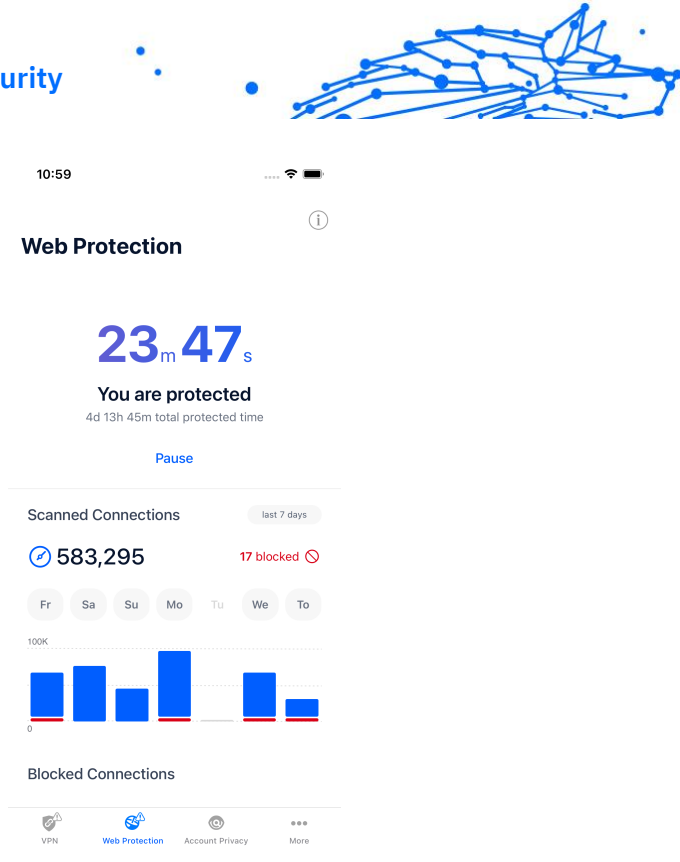 urity
10:59
Web Protection
23m 47s
You are protected
4d 13h 45m total protected time
Pause
Scanned Connections last 7 days
583,295 17 blocked
Fr Sa Su Mo Tu We To
100K
0
Blocked Connections
VPN Web Protection Account Privacy More